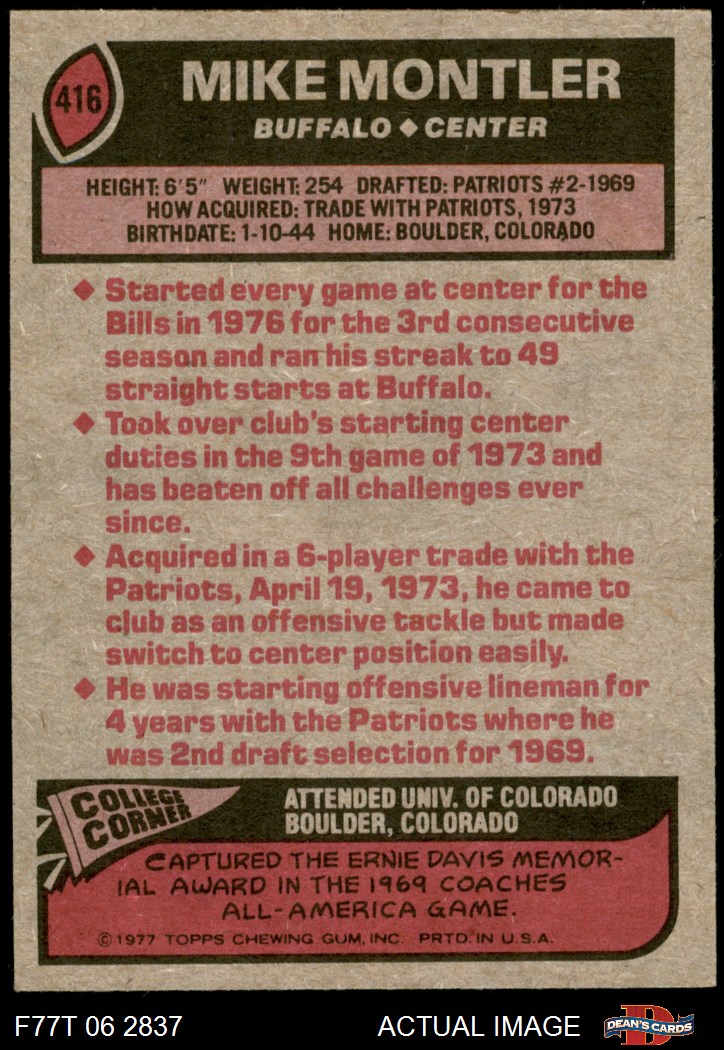 416
MIKE MONTLER
BUFFALO ◆ CENTER
HEIGHT: 6'5" WEIGHT: 254 DRAFTED: PATRIOTS #2-1969
HOW ACQUIRED: TRADE WITH PATRIOTS, 1973
BIRTHDATE: 1-10-44 HOME: BOULDER, COLORADO
◆ Started every game at center for the
Bills in 1976 for the 3rd consecutive
season and ran his streak to 49
straight starts at Buffalo.
◆ Took over club's starting center
duties in the 9th game of 1973 and
has beaten off all challenges ever
since.
◆ Acquired in a 6-player trade with the
Patriots, April 19, 1973, he came to
club as an offensive tackle but made
switch to center position easily.
◆ He was starting offensive lineman for
4 years with the Patriots where he
was 2nd draft selection for 1969.
COLLEGE
CORNER
ATTENDED UNIV. OF COLORADO
BOULDER, COLORADO
CAPTURED THE ERNIE DAVIS MEMOR-
IAL AWARD IN THE 1969 COACHES
ALL-AMERICA GAME.
© 1977 TOPPS CHEWING GUM, INC. PRTD. IN U.S.A.
F77T 06 2837 ACTUAL IMAGE D DEAN'S CARDS